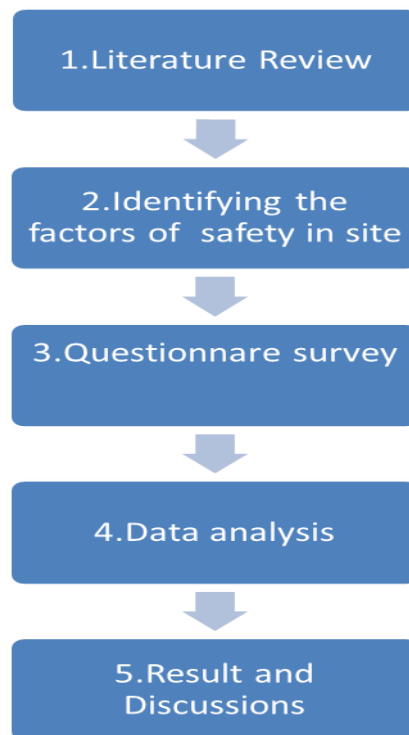 1.Literature Review
2.Identifying the
factors of safety in site
3.Questionnare survey
4.Data analysis
5.Result and
Discussions